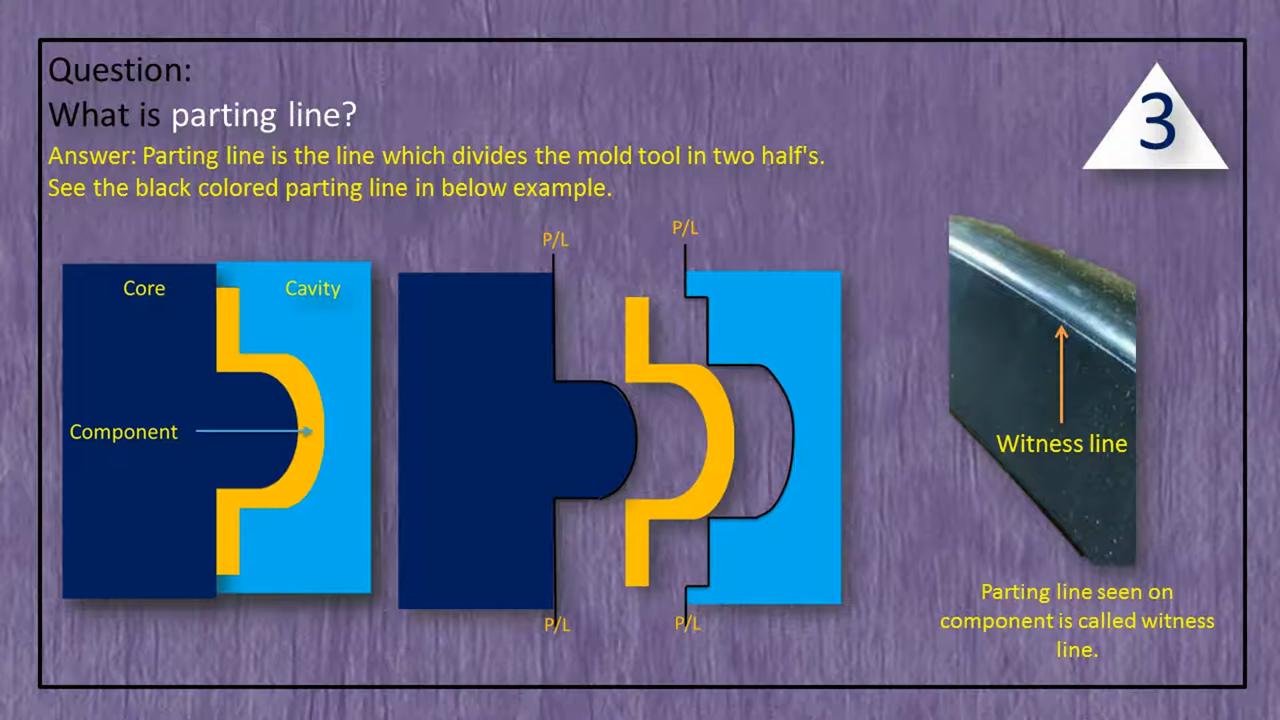 Question:
What is parting line?
Answer: Parting line is the line which divides the mold tool in two half's.
See the black colored parting line in below example.
3
Core
Cavity
Component
P/L
P/L
P/L
P/L
Witness line
Parting line seen on
component is called witness
line.